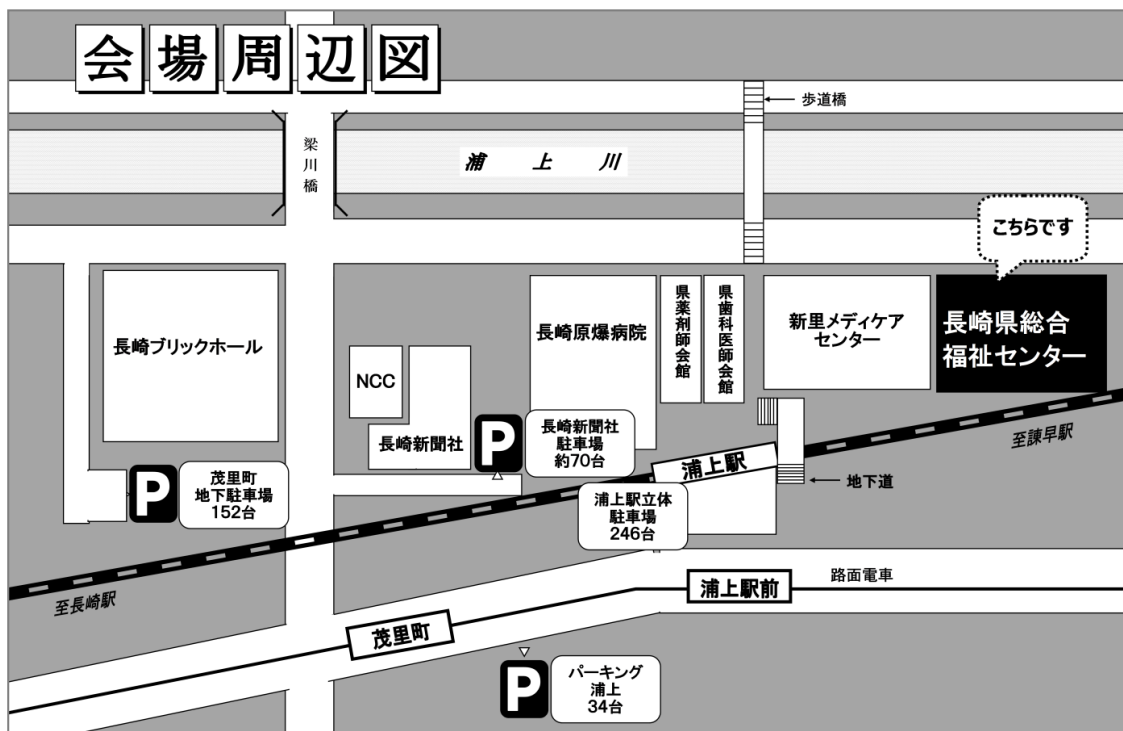 会場周辺図
歩道橋
梁川橋
浦上川
こちらです
長崎ブリックホール
NCC
長崎新聞社
長崎原爆病院
県薬剤師会館
県歯科医師会館
新里メディケア
センター
長崎県総合
福祉センター
P
長崎新聞社
駐車場
約70台
浦上駅
至諫早駅
地下道
P
茂里町
地下駐車場
152台
浦上駅立体
駐車場
246台
至長崎駅
路面電車
浦上駅前
茂里町
P
パーキング
浦上
34台